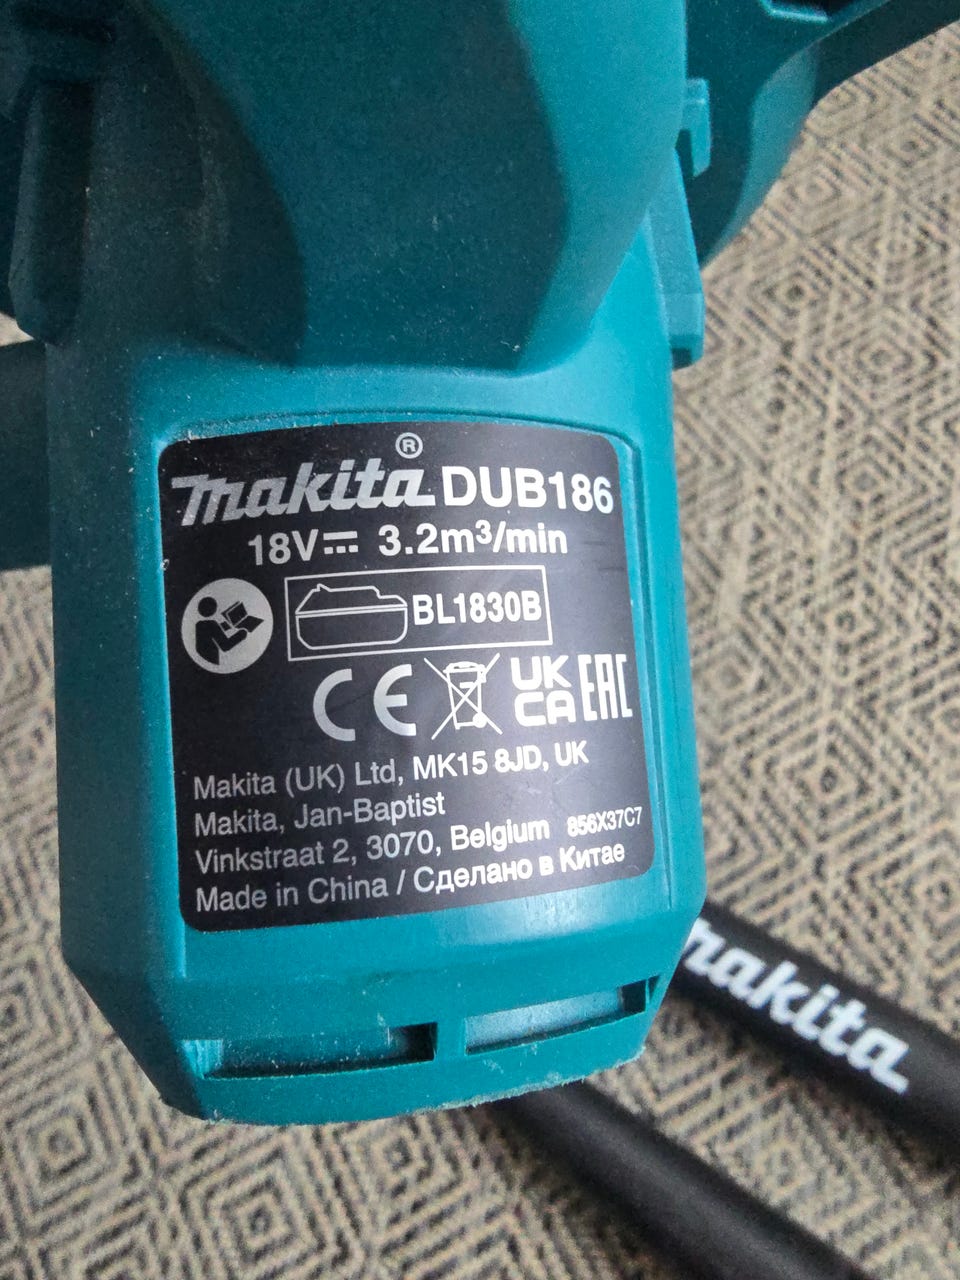 makita® DUB186
18V⎓ 3.2m³/min
BL1830B
CE UK CA EAC
Makita (UK) Ltd, MK15 8JD, UK
Makita, Jan-Baptist
Vinkstraat 2, 3070, Belgium 856X37C7
Made in China / Сделано в Китае
makita